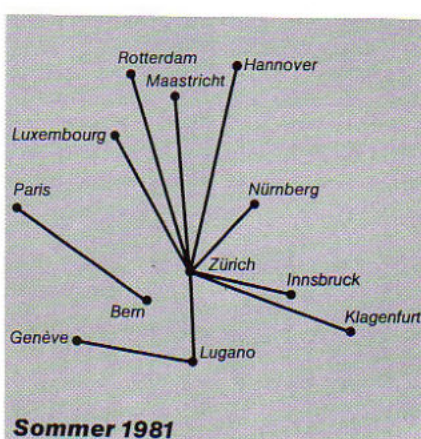 Rotterdam
Maastricht
Hannover
Luxembourg
Paris
Nürnberg
Zürich
Innsbruck
Bern
Klagenfurt
Genève
Lugano
Sommer 1981